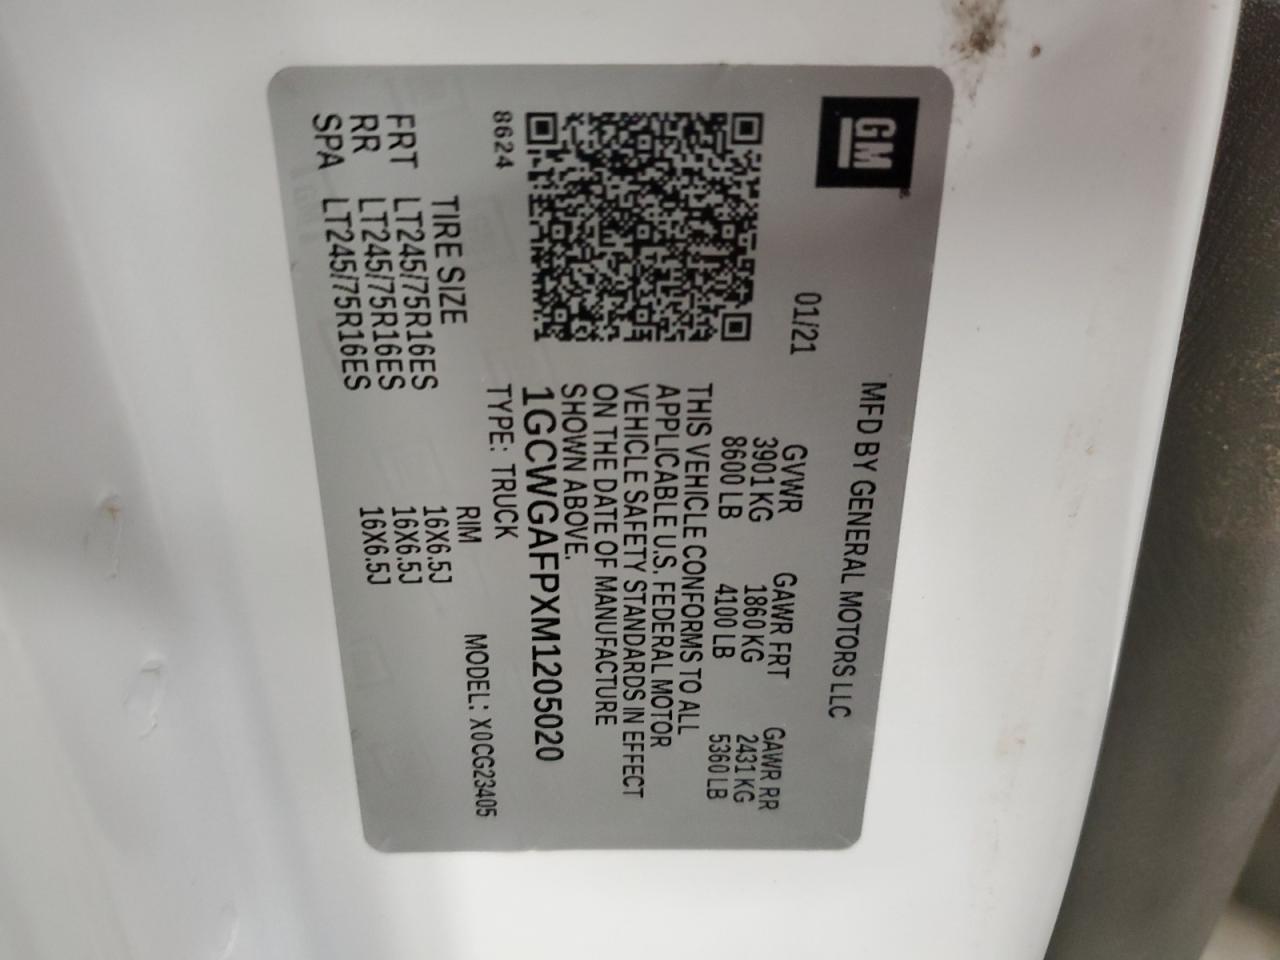 GM
MFD BY GENERAL MOTORS LLC
01/21
GVWR GAWR FRT GAWR RR
3901 KG 1860 KG 2431 KG
8600 LB 4100 LB 5360 LB
THIS VEHICLE CONFORMS TO ALL
APPLICABLE U.S. FEDERAL MOTOR
VEHICLE SAFETY STANDARDS IN EFFECT
ON THE DATE OF MANUFACTURE
SHOWN ABOVE.
1GCWGAFPXM1205020
8624 TYPE: TRUCK MODEL: X0CG23405
TIRE SIZE RIM
FRT LT245/75R16ES 16X6.5J
RR LT245/75R16ES 16X6.5J
SPA LT245/75R16ES 16X6.5J